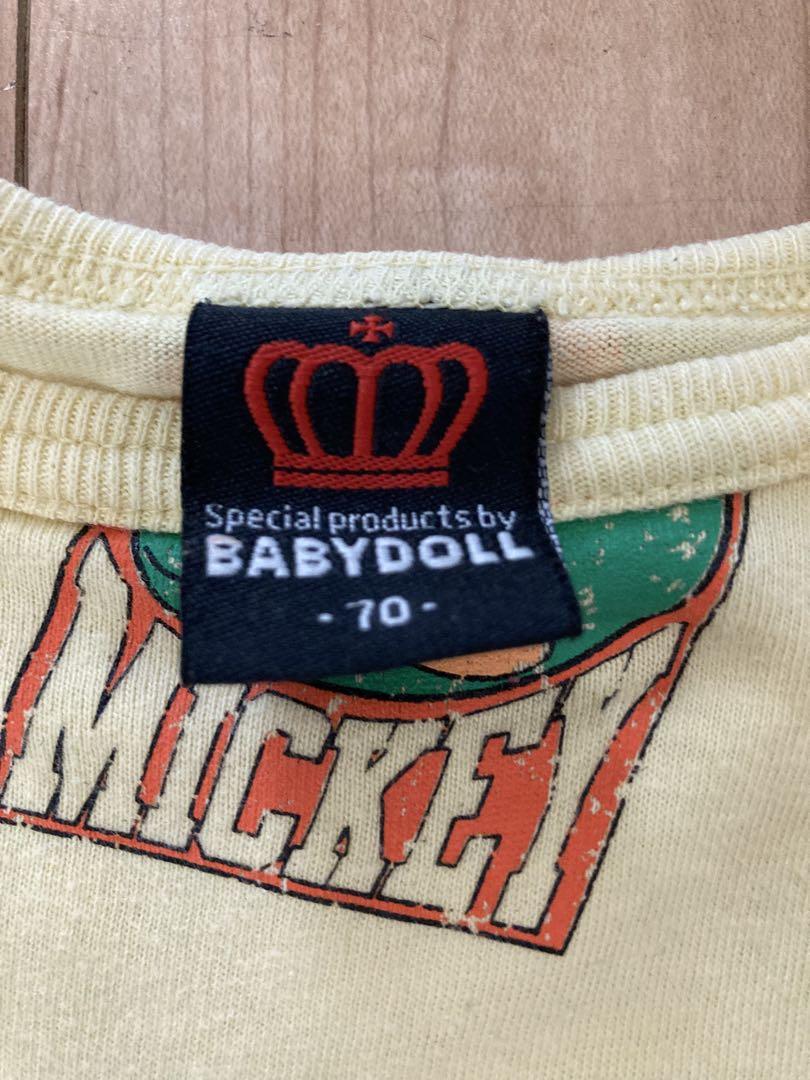 Special products by
BABYDOLL
- 70 -
MICKEY